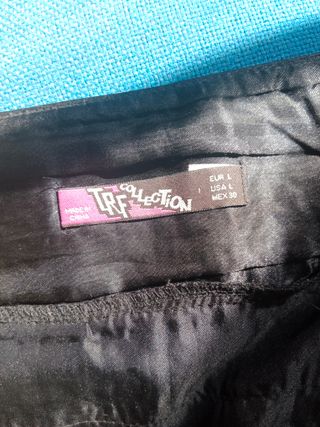 MADE IN
CHINA
TRF COLLECTION
EUR L
USA L
MEX 30